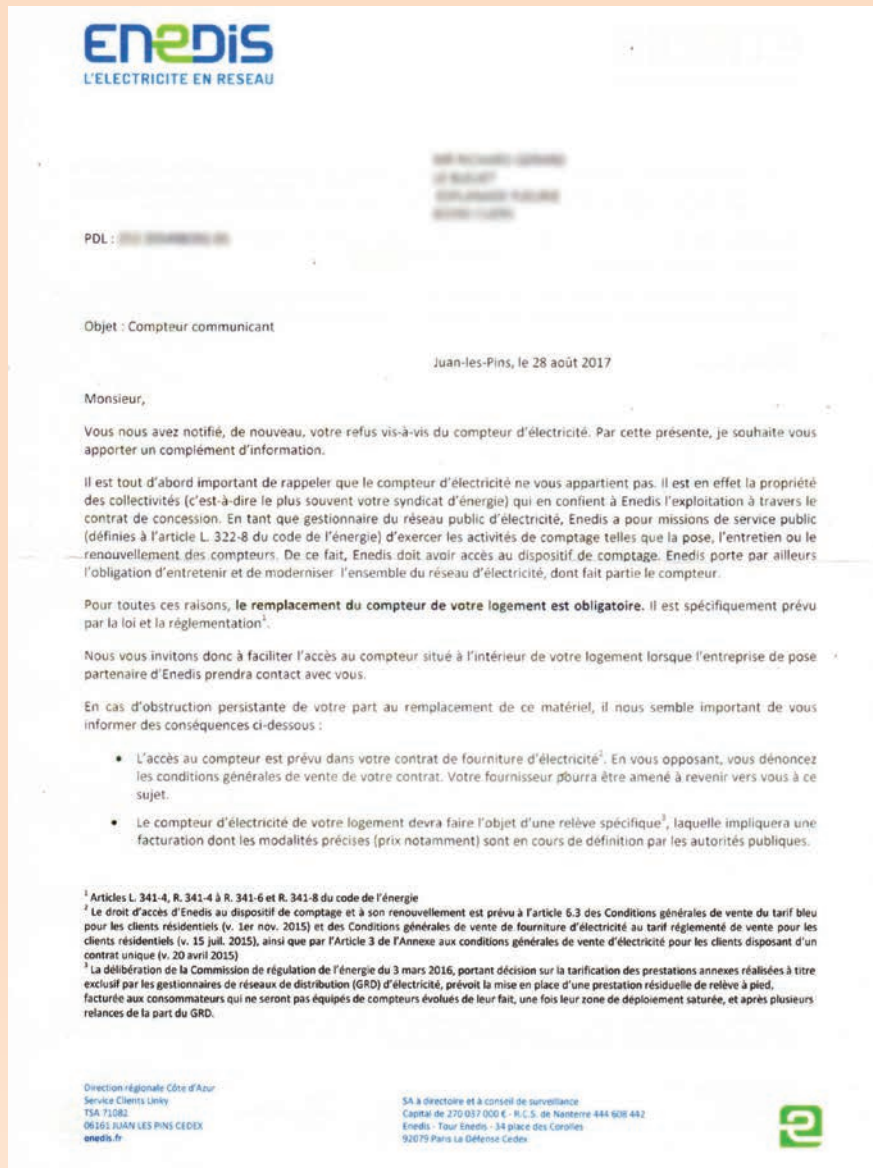 enedis
L'ELECTRICITE EN RESEAU
PDL :
Objet : Compteur communicant
Juan-les-Pins, le 28 août 2017
Monsieur,
Vous nous avez notifié, de nouveau, votre refus vis-à-vis du compteur d'électricité. Par cette présente, je souhaite vous
apporter un complément d'information.
Il est tout d'abord important de rappeler que le compteur d'électricité ne vous appartient pas. Il est en effet la propriété
des collectivités (c'est-à-dire le plus souvent votre syndicat d'énergie) qui en confient à Enedis l'exploitation à travers le
contrat de concession. En tant que gestionnaire du réseau public d'électricité, Enedis a pour missions de service public
(définies à l'article L. 322-8 du code de l'énergie) d'exercer les activités de comptage telles que la pose, l'entretien ou le
renouvellement des compteurs. De ce fait, Enedis doit avoir accès au dispositif de comptage. Enedis porte par ailleurs
l'obligation d'entretenir et de moderniser l'ensemble du réseau d'électricité, dont fait partie le compteur.
Pour toutes ces raisons, le remplacement du compteur de votre logement est obligatoire. Il est spécifiquement prévu
par la loi et la réglementation¹.
Nous vous invitons donc à faciliter l'accès au compteur situé à l'intérieur de votre logement lorsque l'entreprise de pose
partenaire d'Enedis prendra contact avec vous.
En cas d'obstruction persistante de votre part au remplacement de ce matériel, il nous semble important de vous
informer des conséquences ci-dessous :
• L'accès au compteur est prévu dans votre contrat de fourniture d'électricité². En vous opposant, vous dénoncez
les conditions générales de vente de votre contrat. Votre fournisseur pourra être amené à revenir vers vous à ce
sujet.
• Le compteur d'électricité de votre logement devra faire l'objet d'une relève spécifique³, laquelle impliquera une
facturation dont les modalités précises (prix notamment) sont en cours de définition par les autorités publiques.
¹ Articles L. 341-4, R. 341-4 à R. 341-6 et R. 341-8 du code de l'énergie
² Le droit d'accès d'Enedis au dispositif de comptage et à son renouvellement est prévu à l'article 6.3 des Conditions générales de vente du tarif bleu
pour les clients résidentiels (v. 1er nov. 2015) et des Conditions générales de vente de fourniture d'électricité au tarif réglementé de vente pour les
clients résidentiels (v. 15 juil. 2015), ainsi que par l'Article 3 de l'Annexe aux conditions générales de vente d'électricité pour les clients disposant d'un
contrat unique (v. 20 avril 2015)
³ La délibération de la Commission de régulation de l'énergie du 3 mars 2016, portant décision sur la tarification des prestations annexes réalisées à titre
exclusif par les gestionnaires de réseaux de distribution (GRD) d'électricité, prévoit la mise en place d'une prestation résiduelle de relève à pied,
facturée aux consommateurs qui ne seront pas équipés de compteurs évolués de leur fait, une fois leur zone de déploiement saturée, et après plusieurs
relances de la part du GRD.
Direction régionale Côte d'Azur
Service Clients Linky
TSA 71082
06161 JUAN LES PINS CEDEX
enedis.fr
SA à directoire et à conseil de surveillance
Capital de 270 037 000 € - R.C.S. de Nanterre 444 608 442
Enedis - Tour Enedis - 34 place des Corolles
92079 Paris La Défense Cedex